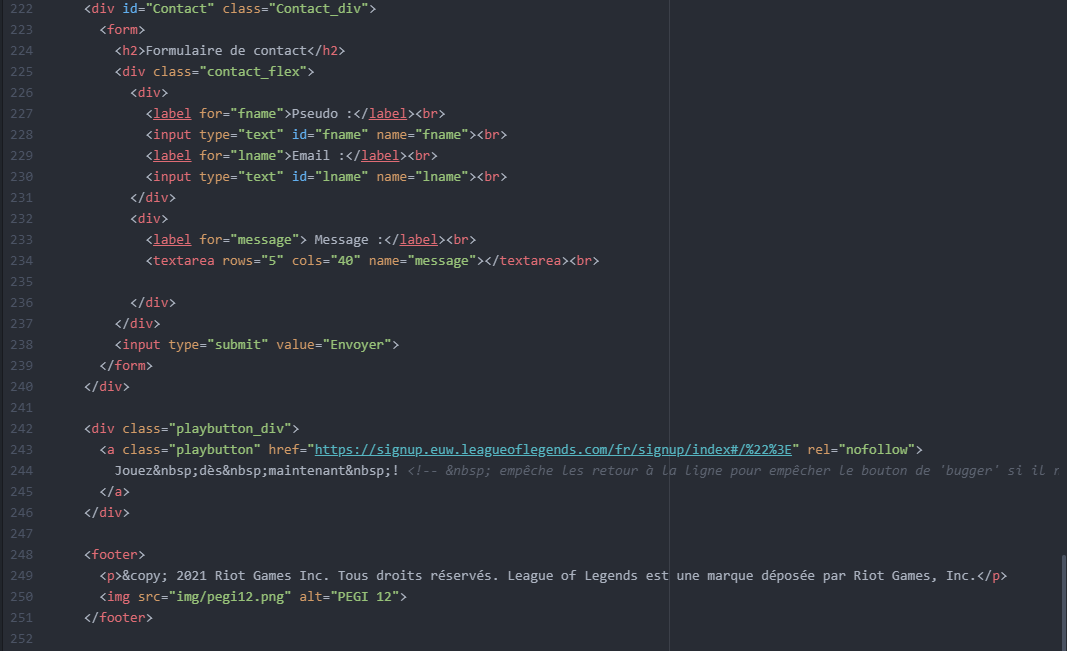 222 <div id="Contact" class="Contact_div">
223 <form>
224 <h2>Formulaire de contact</h2>
225 <div class="contact_flex">
226 <div>
227 <label for="fname">Pseudo :</label><br>
228 <input type="text" id="fname" name="fname"><br>
229 <label for="lname">Email :</label><br>
230 <input type="text" id="lname" name="lname"><br>
231 </div>
232 <div>
233 <label for="message"> Message :</label><br>
234 <textarea rows="5" cols="40" name="message"></textarea><br>
235
236 </div>
237 </div>
238 <input type="submit" value="Envoyer">
239 </form>
240 </div>
241
242 <div class="playbutton_div">
243 <a class="playbutton" href="https://signup.euw.leagueoflegends.com/fr/signup/index#/%22%3E" rel="nofollow">
244 Jouez&nbsp;dès&nbsp;maintenant&nbsp;! <!-- &nbsp; empêche les retour à la ligne pour empêcher le bouton de 'bugger' si il
245 </a>
246 </div>
247
248 <footer>
249 <p>&copy; 2021 Riot Games Inc. Tous droits réservés. League of Legends est une marque déposée par Riot Games, Inc.</p>
250 <img src="img/pegi12.png" alt="PEGI 12">
251 </footer>
252